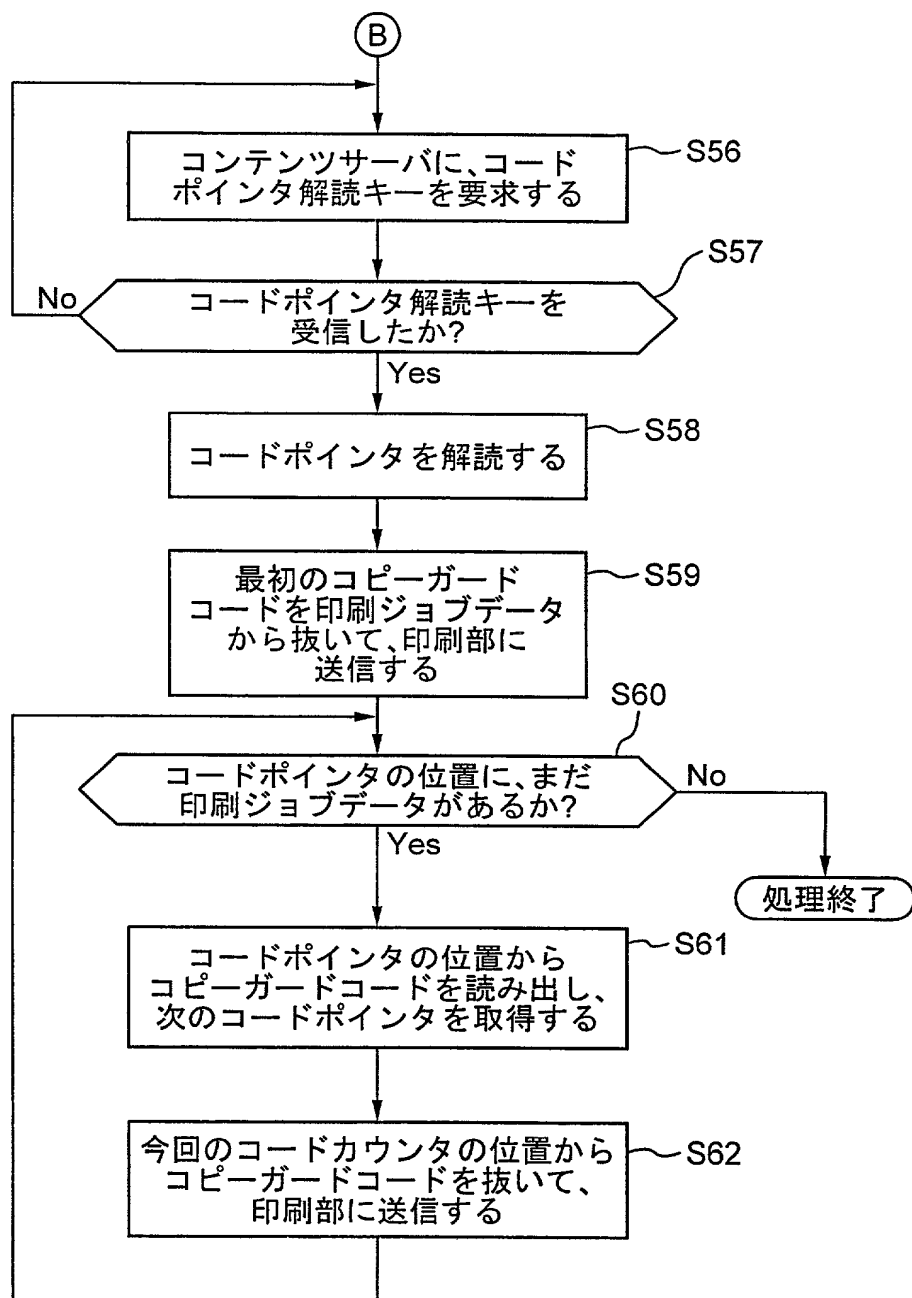 B
コンテンツサーバに、コード
ポインタ解読キーを要求する
S56
S57
No
コードポインタ解読キーを
受信したか?
Yes
コードポインタを解読する
S58
最初のコピーガード
コードを印刷ジョブデータ
から抜いて、印刷部に
送信する
S59
S60
コードポインタの位置に、まだ
印刷ジョブデータがあるか?
No
Yes
処理終了
コードポインタの位置から
コピーガードコードを読み出し、
次のコードポインタを取得する
S61
今回のコードカウンタの位置から
コピーガードコードを抜いて、
印刷部に送信する
S62